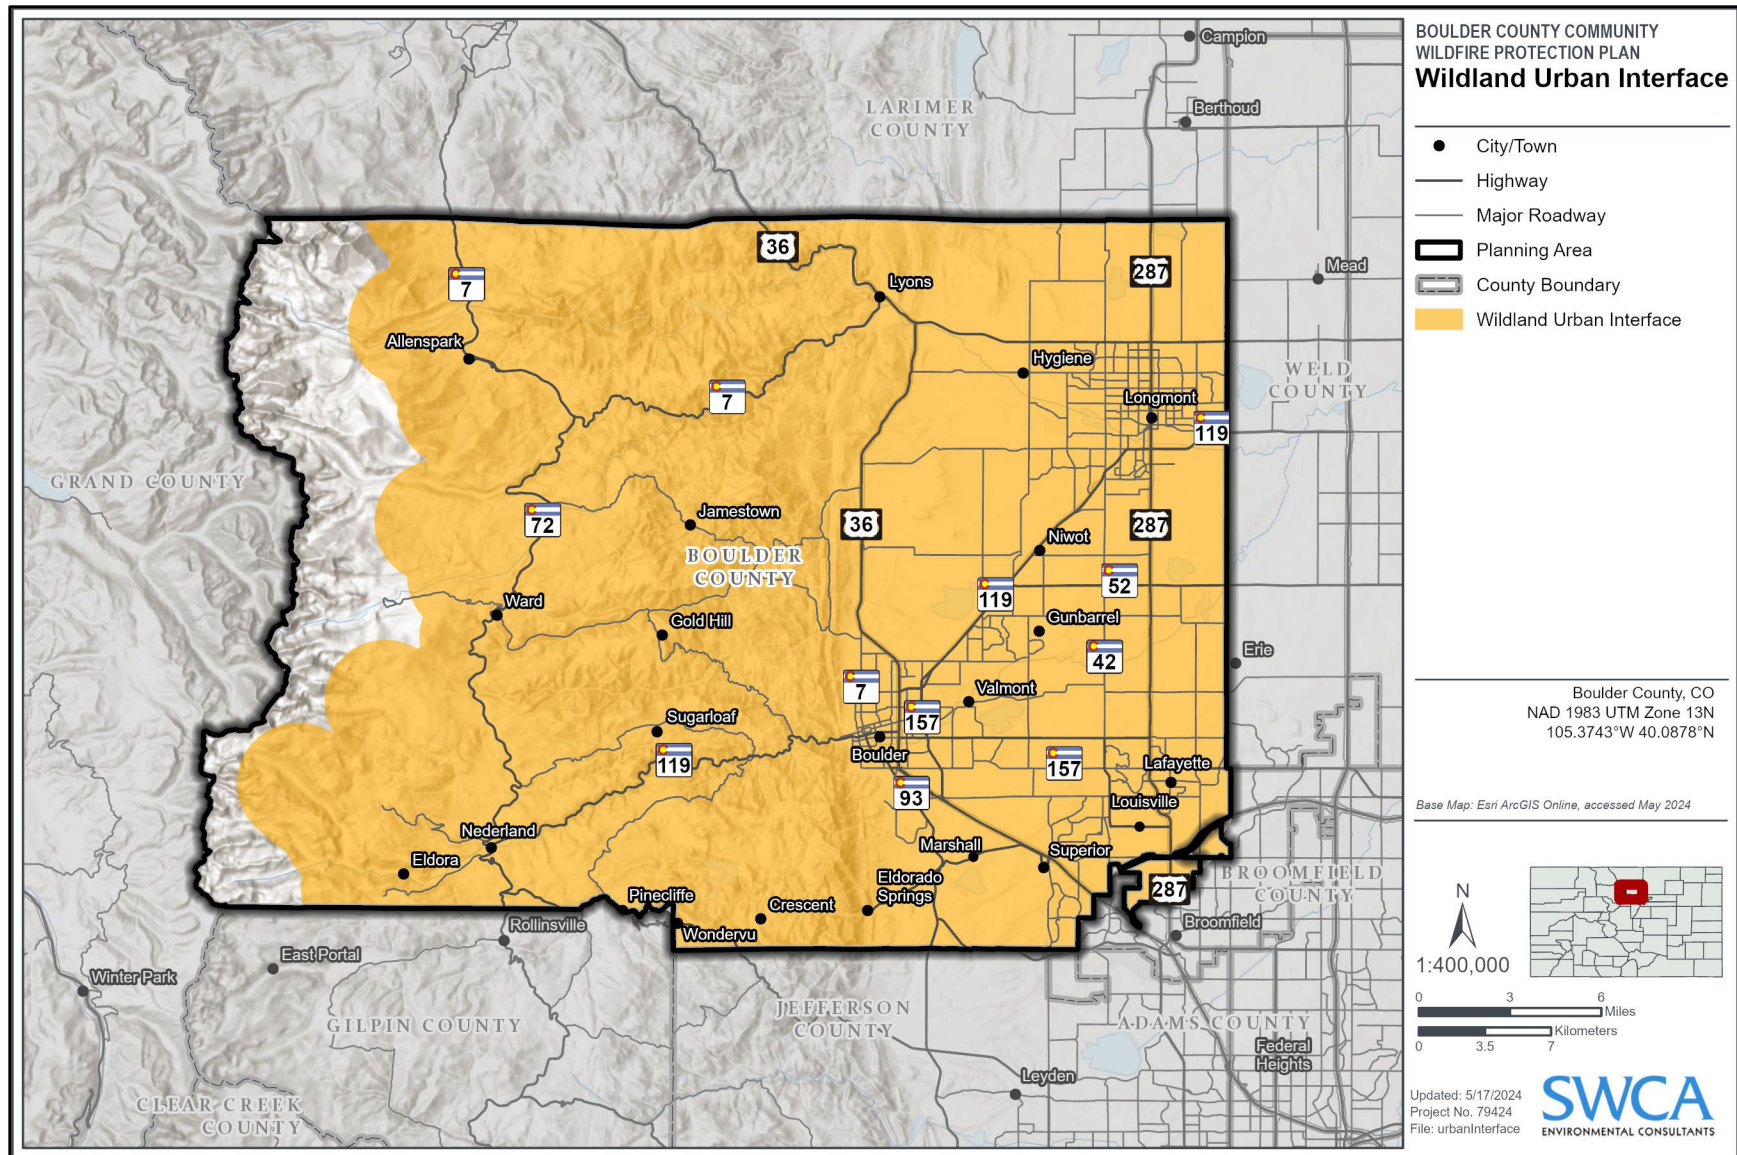 BOULDER COUNTY COMMUNITY
WILDFIRE PROTECTION PLAN
Wildland Urban Interface
City/Town
Highway
Major Roadway
Planning Area
County Boundary
Wildland Urban Interface
Boulder County, CO
NAD 1983 UTM Zone 13N
105.3743°W 40.0878°N
Base Map: Esri ArcGIS Online, accessed May 2024
N
1:400,000
0 3 6
Miles
Kilometers
0 3.5 7
Updated: 5/17/2024
Project No. 79424
File: urbanInterface
SWCA
ENVIRONMENTAL CONSULTANTS
Campion
LARIMER
COUNTY
Berthoud
36
7
287
Mead
Lyons
Allenspark
Hygiene
WELD
COUNTY
7
Longmont
119
GRAND COUNTY
Jamestown
72
36
287
Niwot
BOULDER
COUNTY
52
119
Ward
Gold Hill
Gunbarrel
42
Erie
7
Valmont
157
Sugarloaf
Boulder
119
157
Lafayette
93
Louisville
Nederland
Marshall
Superior
Eldora
Eldorado
Springs
BROOMFIELD
COUNTY
287
Pinecliffe
Crescent
Rollinsville
Wondervu
Broomfield
East Portal
Winter Park
JEFFERSON
COUNTY
GILPIN COUNTY
ADAMS COUNTY
Federal
Heights
Leyden
CLEAR CREEK
COUNTY